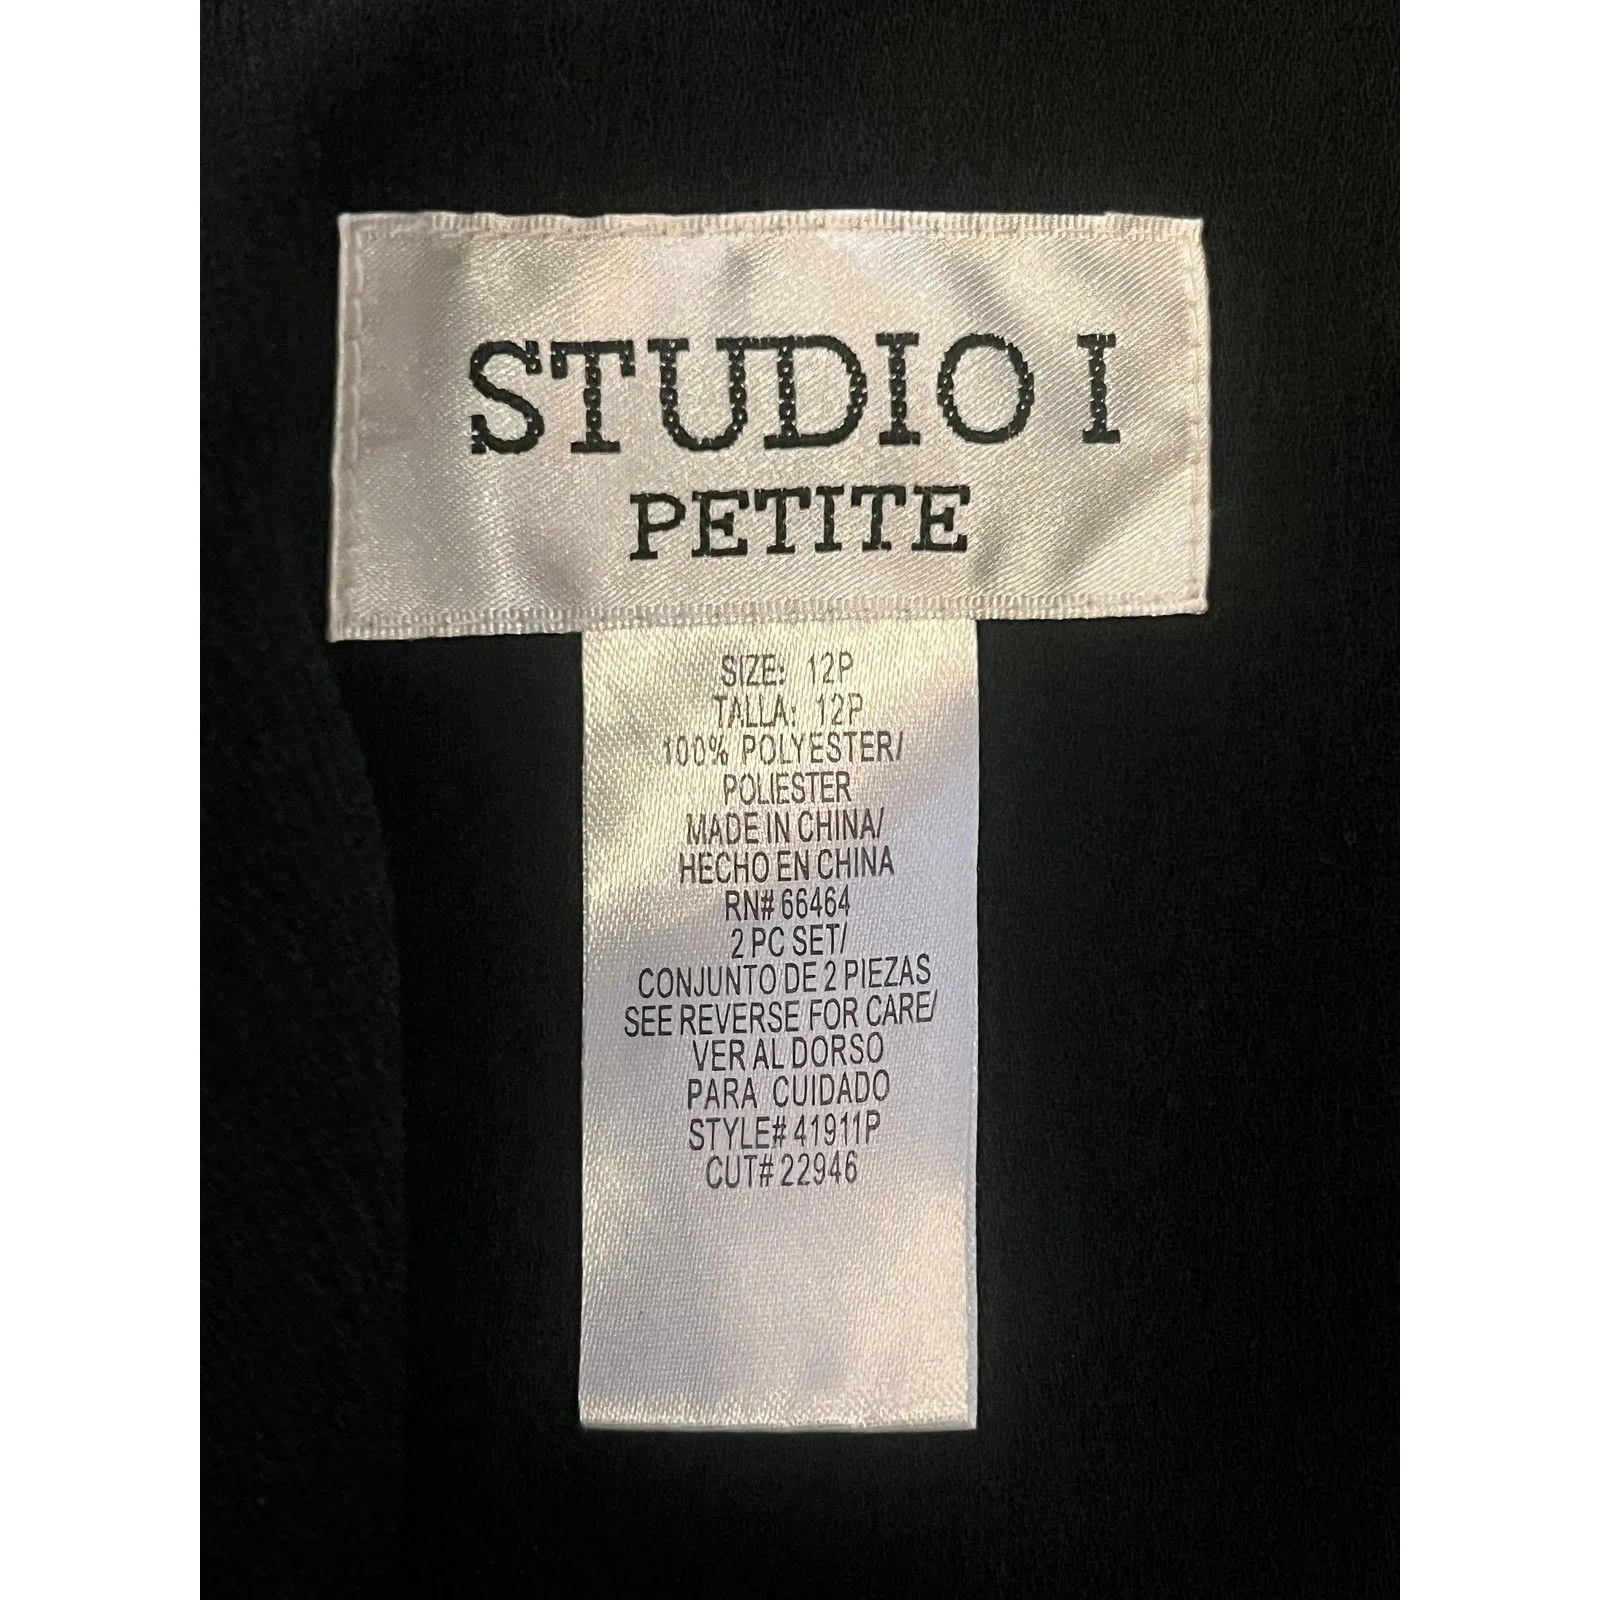 STUDIO I
PETITE
SIZE: 12P
TALLA: 12P
100% POLYESTER/
POLIESTER
MADE IN CHINA/
HECHO EN CHINA
RN# 66464
2 PC SET/
CONJUNTO DE 2 PIEZAS
SEE REVERSE FOR CARE/
VER AL DORSO
PARA CUIDADO
STYLE# 41911P
CUT# 22946